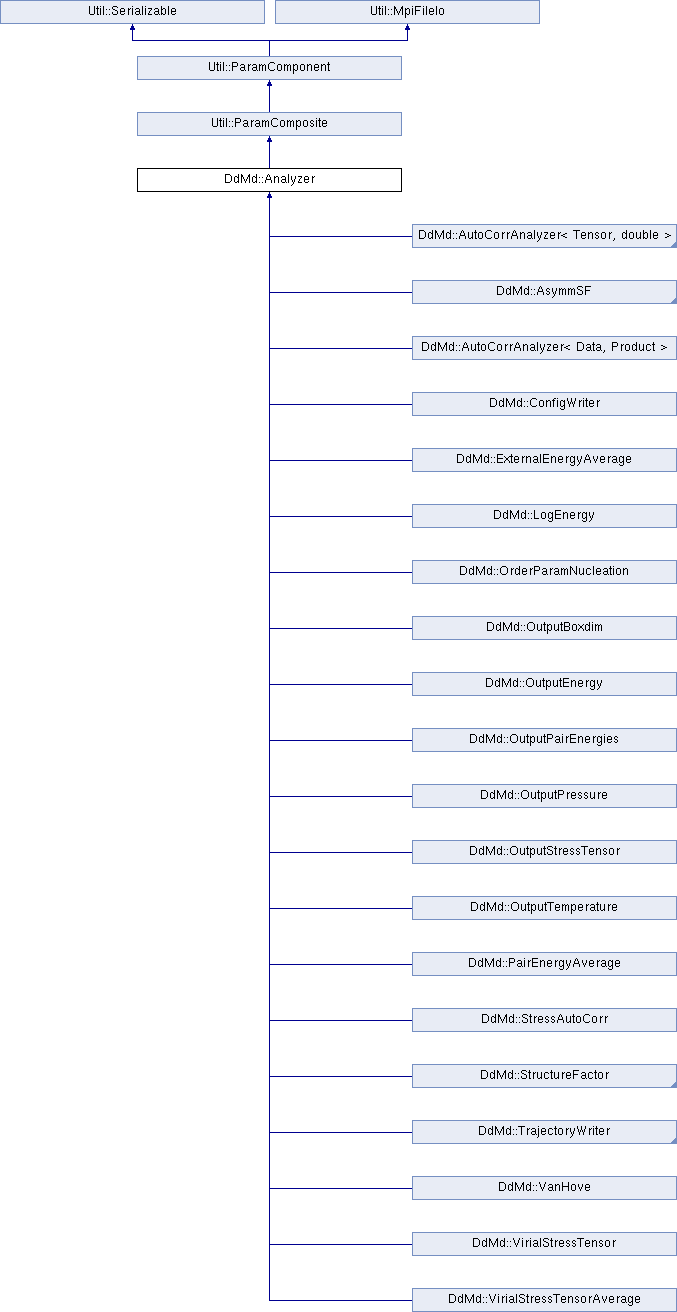 Util::Serializable
Util::MpiFileIo
Util::ParamComponent
Util::ParamComposite
DdMd::Analyzer
DdMd::AutoCorrAnalyzer< Tensor, double >
DdMd::AsymmSF
DdMd::AutoCorrAnalyzer< Data, Product >
DdMd::ConfigWriter
DdMd::ExternalEnergyAverage
DdMd::LogEnergy
DdMd::OrderParamNucleation
DdMd::OutputBoxdim
DdMd::OutputEnergy
DdMd::OutputPairEnergies
DdMd::OutputPressure
DdMd::OutputStressTensor
DdMd::OutputTemperature
DdMd::PairEnergyAverage
DdMd::StressAutoCorr
DdMd::StructureFactor
DdMd::TrajectoryWriter
DdMd::VanHove
DdMd::VirialStressTensor
DdMd::VirialStressTensorAverage